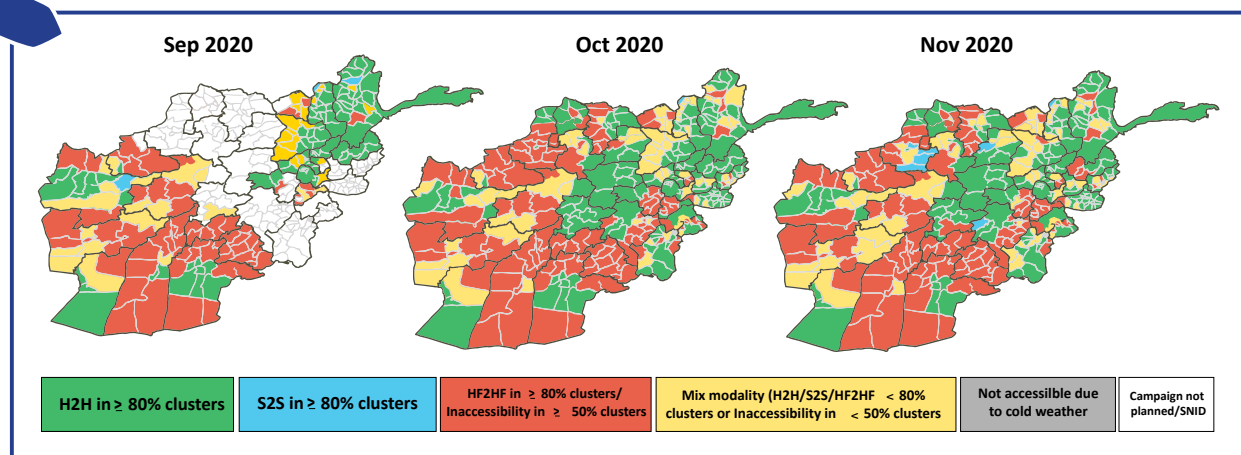 Sep 2020
Oct 2020
Nov 2020
H2H in ≥ 80% clusters
S2S in ≥ 80% clusters
HF2HF in ≥ 80% clusters/
Inaccessibility in ≥ 50% clusters
Mix modality (H2H/S2S/HF2HF < 80%
clusters or Inaccessibility in < 50% clusters
Not accessible due
to cold weather
Campaign not
planned/SNID